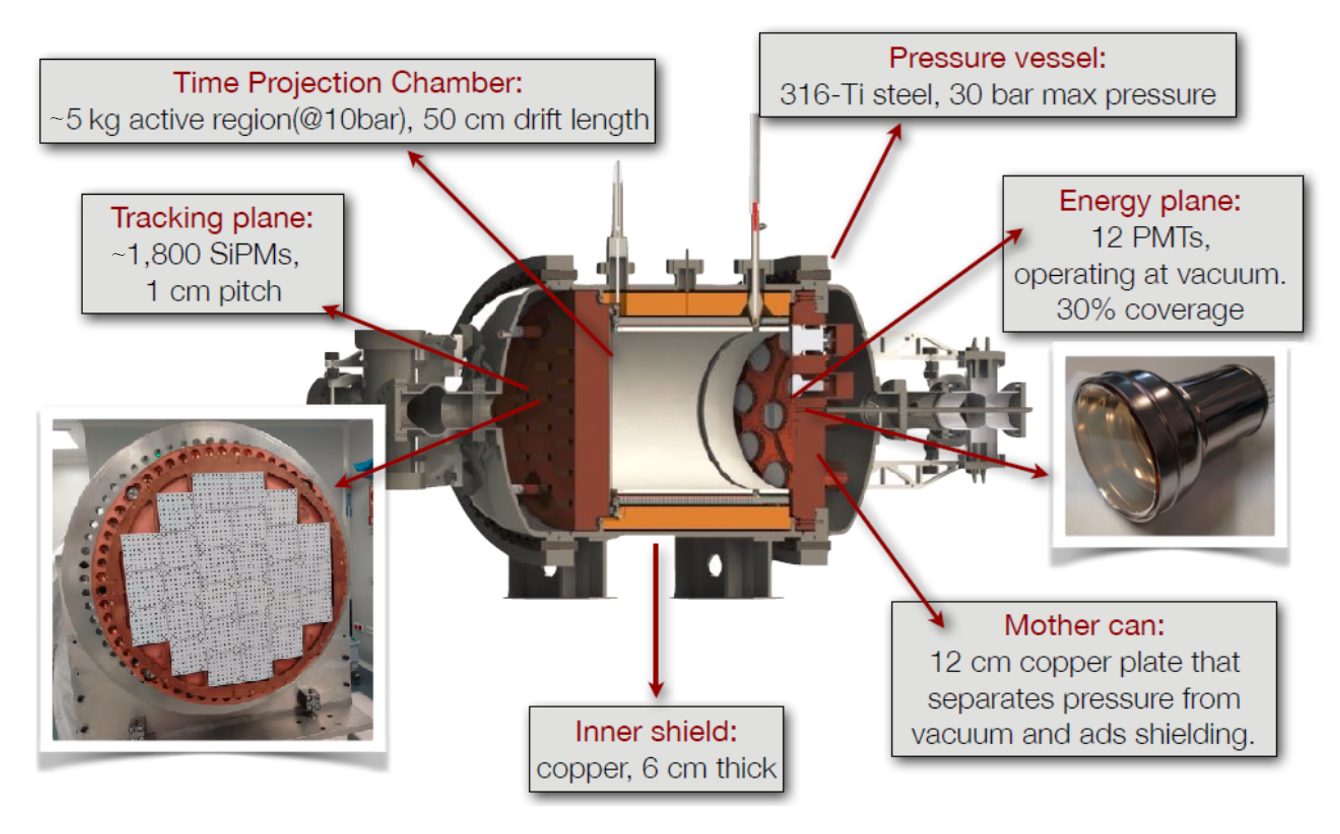 Time Projection Chamber:
~5 kg active region(@10bar), 50 cm drift length
Pressure vessel:
316-Ti steel, 30 bar max pressure
Tracking plane:
~1,800 SiPMs,
1 cm pitch
Energy plane:
12 PMTs,
operating at vacuum.
30% coverage
Mother can:
12 cm copper plate that
separates pressure from
vacuum and ads shielding.
Inner shield:
copper, 6 cm thick